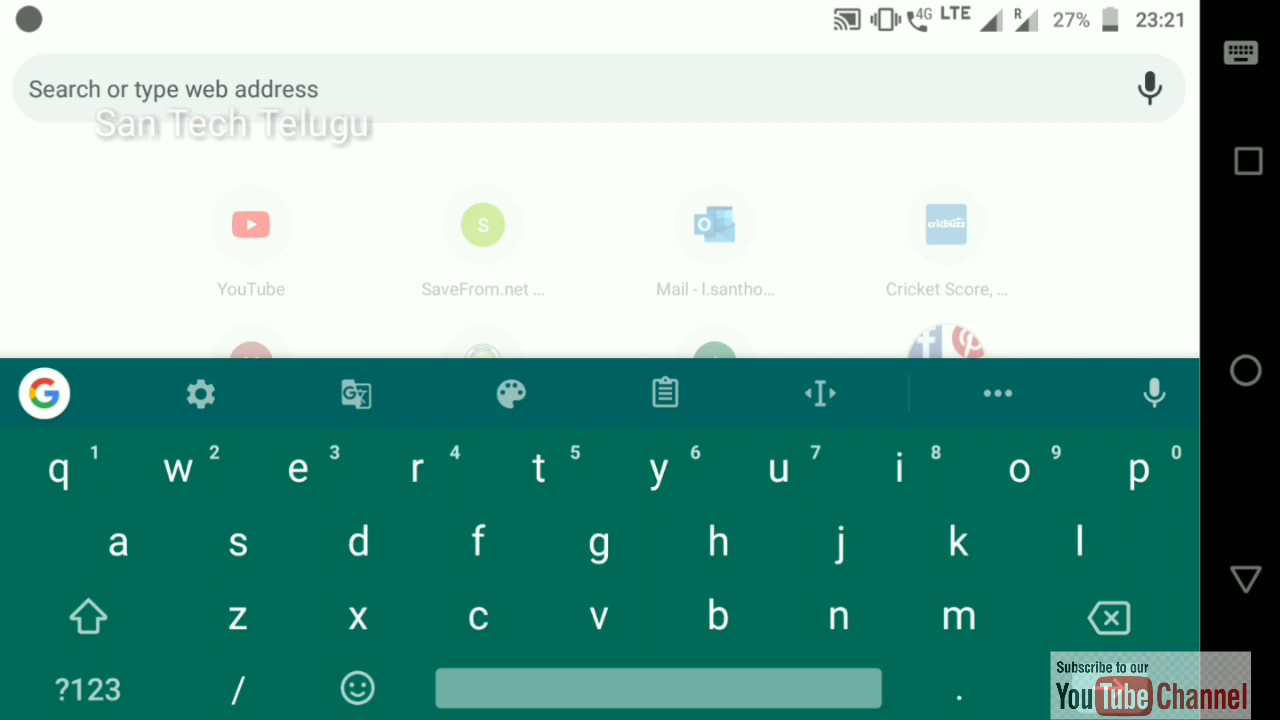 4G LTE R 27% 23:21
Search or type web address
San Tech Telugu
S
O
cricbuzz
YouTube
SaveFrom.net ...
Mail - l.santho...
Cricket Score, ...
G
q 1 w 2 e 3 r 4 t 5 y 6 u 7 i 8 o 9 p 0
a s d f g h j k l
z x c v b n m
?123 / .
Subscribe to our
YouTube Channel